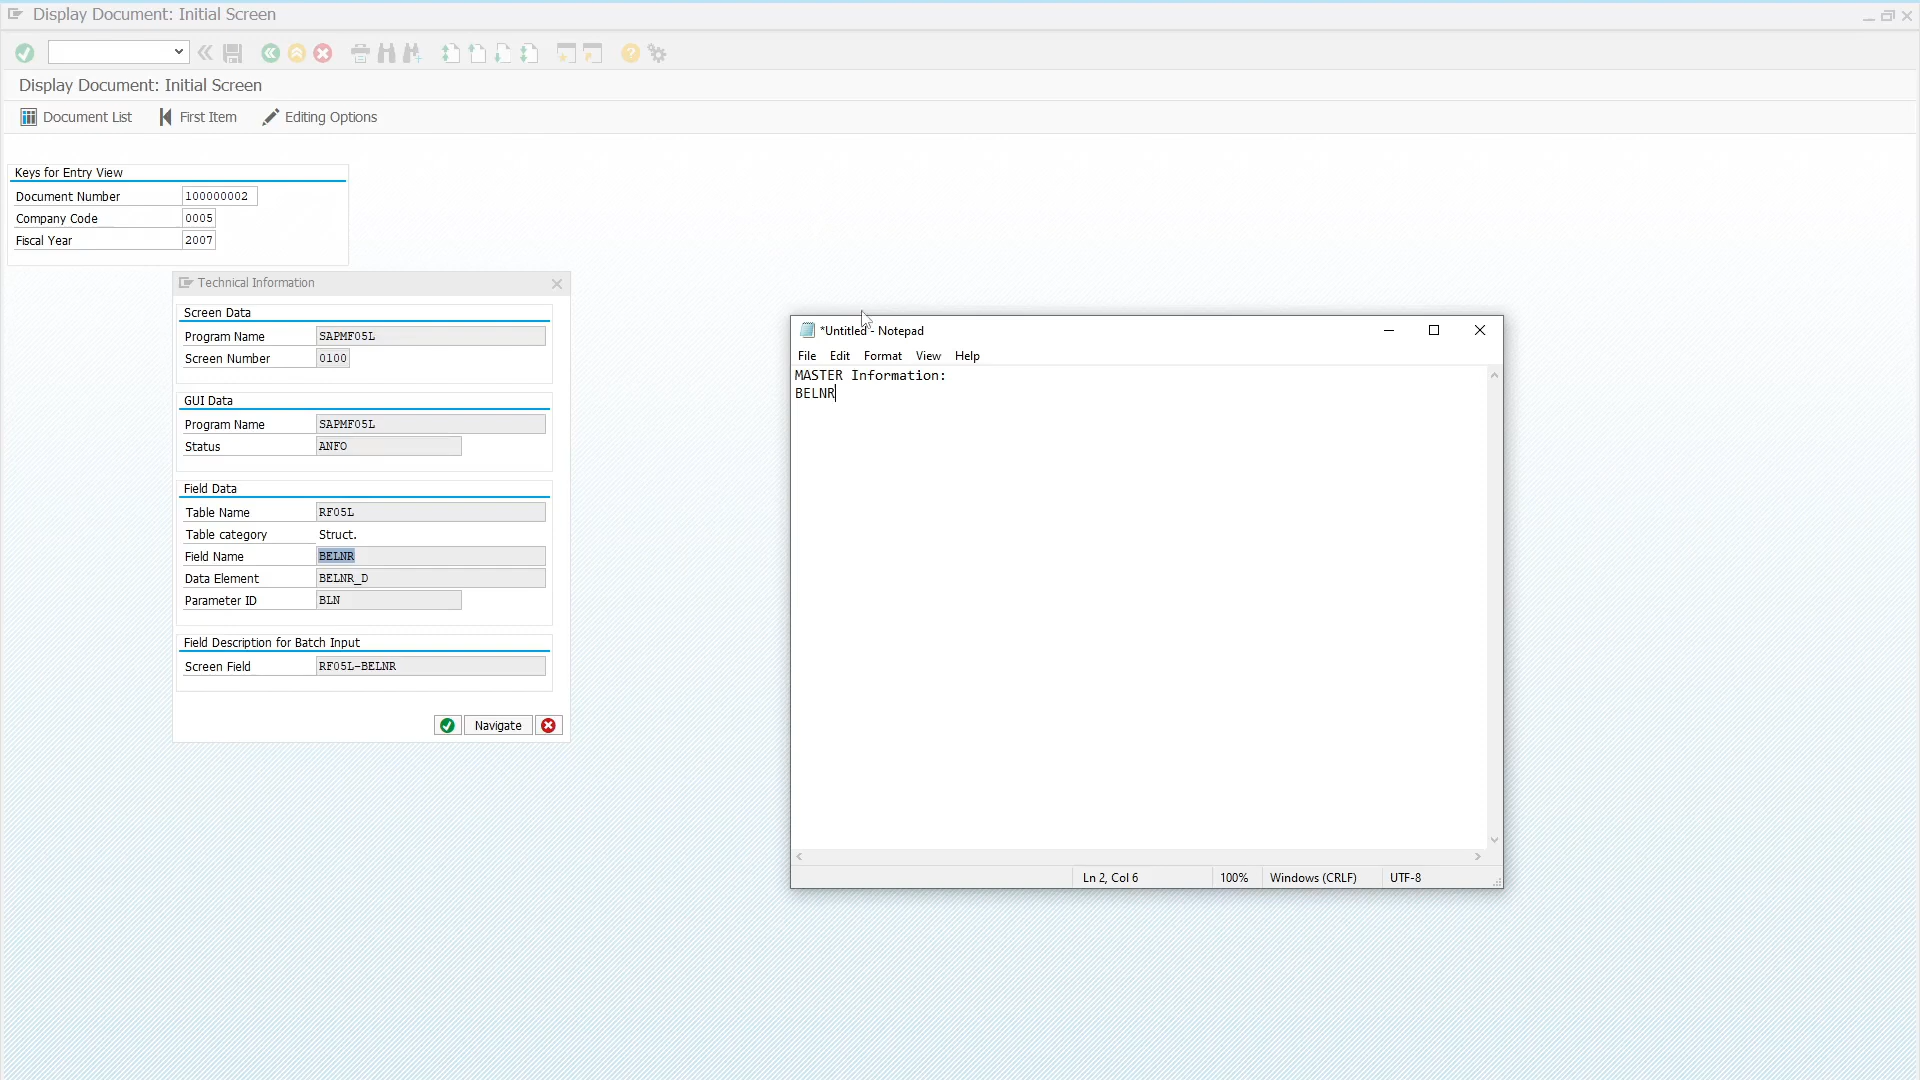 Display Document: Initial Screen
Display Document: Initial Screen
Document List First Item Editing Options
Keys for Entry View
Document Number 100000002
Company Code 0005
Fiscal Year 2007
Technical Information
Screen Data
Program Name SAPMF05L
Screen Number 0100
GUI Data
Program Name SAPMF05L
Status ANFO
Field Data
Table Name RF05L
Table category Struct.
Field Name BELNR
Data Element BELNR_D
Parameter ID BLN
Field Description for Batch Input
Screen Field RF05L-BELNR
Navigate
*Untitled - Notepad
File Edit Format View Help
MASTER Information:
BELNR
Ln 2, Col 6 100% Windows (CRLF) UTF-8